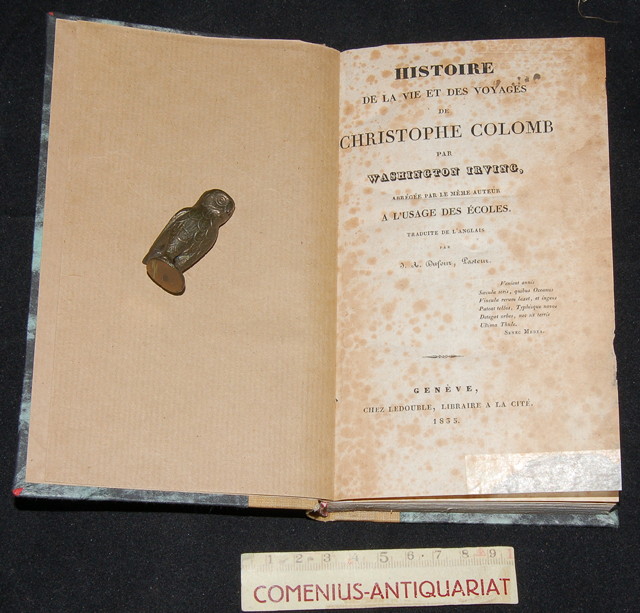 HISTOIRE
DE LA VIE ET DES VOYAGES
DE
CHRISTOPHE COLOMB
PAR
WASHINGTON IRVING,
ABRÉGÉE PAR LE MÊME AUTEUR
A L'USAGE DES ÉCOLES.
TRADUITE DE L'ANGLAIS
PAR
J. A. Dufour, Pasteur.
Venient annis
Sæcula seris, quibus Oceanus
Vincula rerum laxet, et ingens
Pateat tellus, Typhisque novos
Detegat orbes, nec sit terris
Ultima Thule.
GENÈVE,
CHEZ LEDOUBLE, LIBRAIRE A LA CITÉ.
1835.
1 2 3 4 5 6 7 8 9
COMENIUS-ANTIQUARIAT